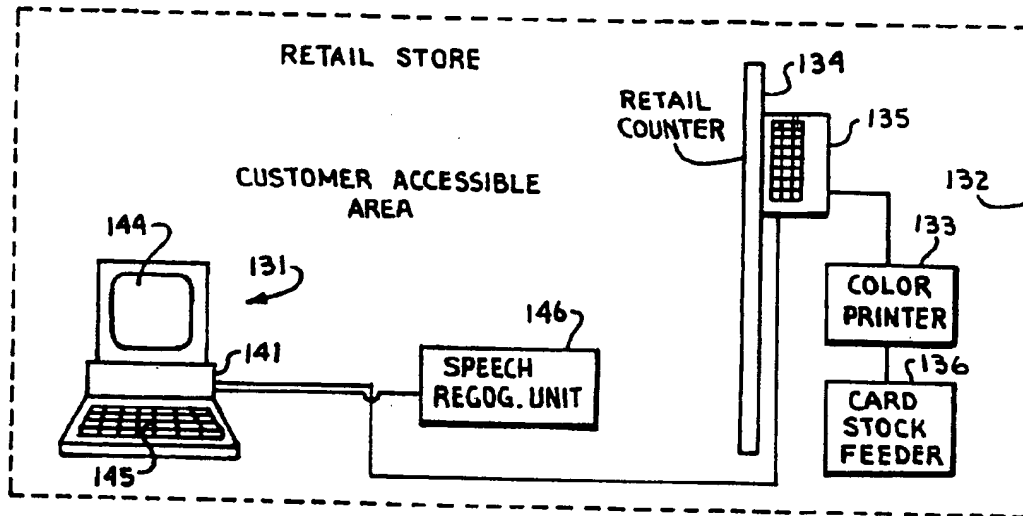 RETAIL STORE
134
RETAIL
COUNTER
135
CUSTOMER ACCESSIBLE
AREA
132
144
133
131
COLOR
PRINTER
146
141
SPEECH
REGOG. UNIT
136
CARD
STOCK
FEEDER
145